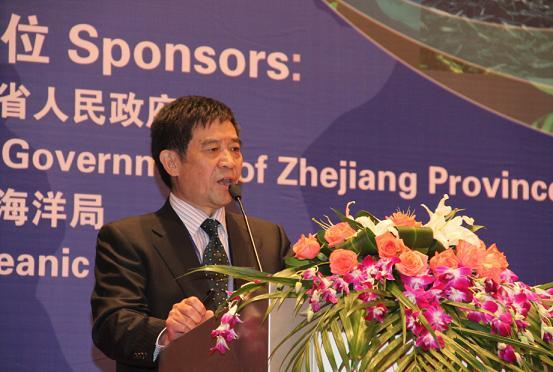 位 Sponsors:
省人民政府
Government of Zhejiang Province
海洋局
eanic